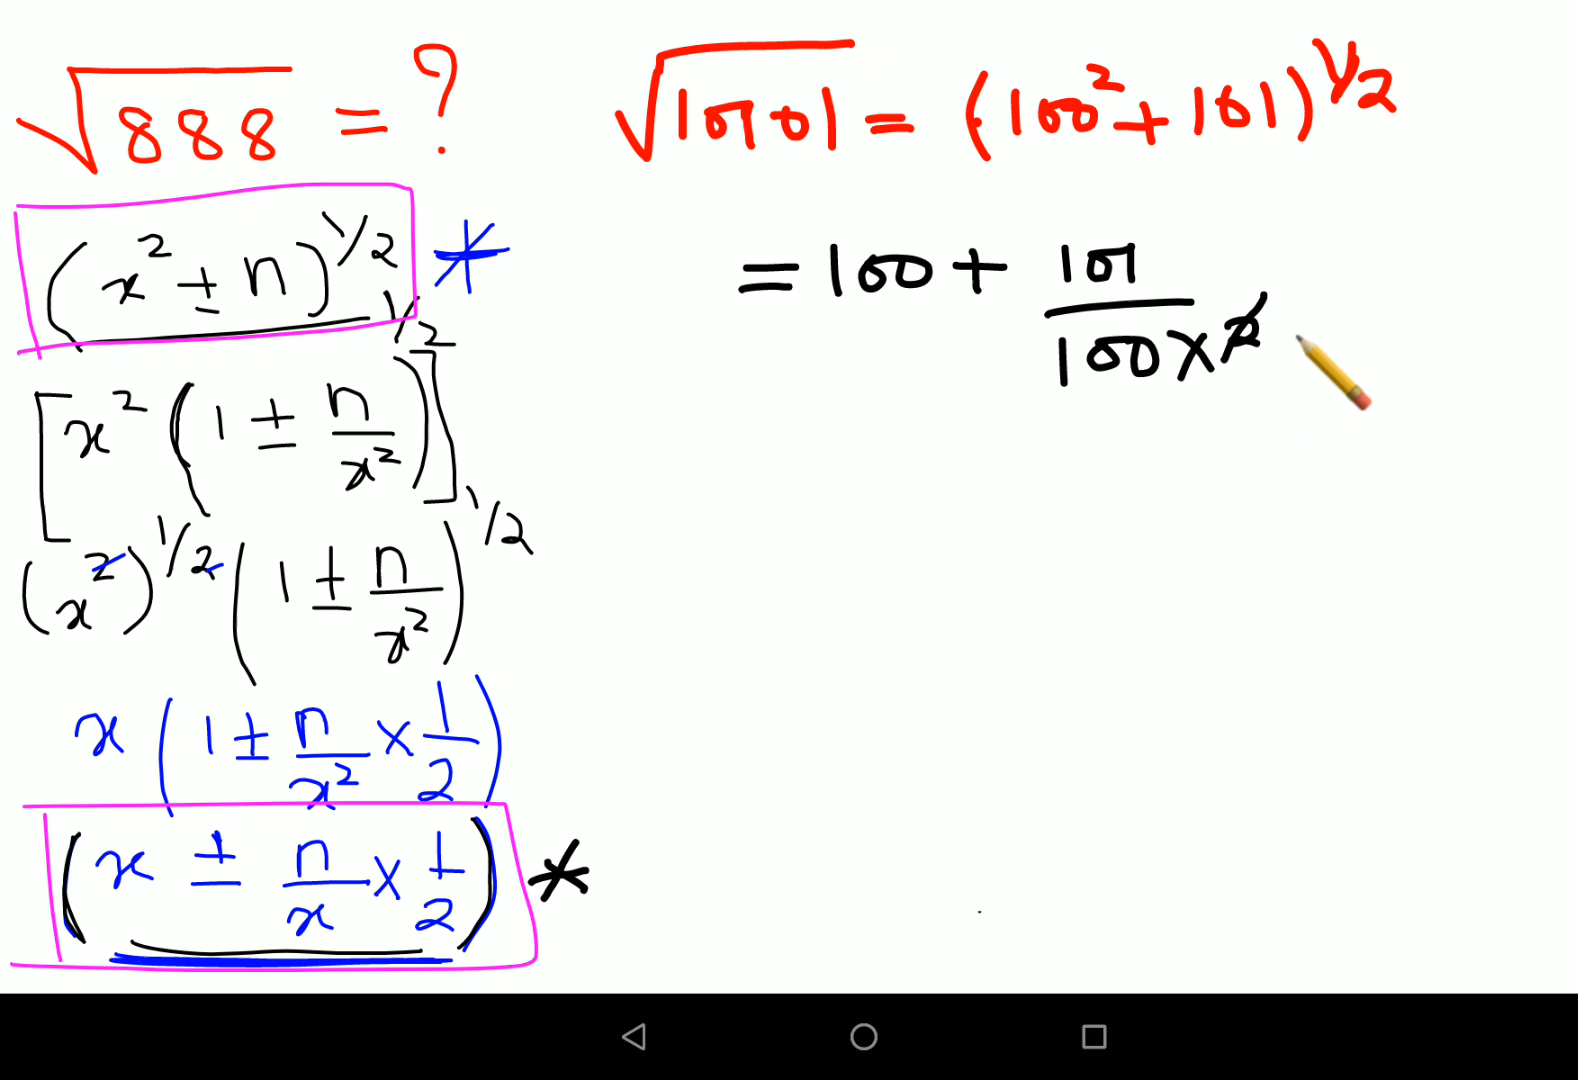 √888 = ?
(x² ± n)^1/2 *
[x² (1 ± n/x²)]^1/2
(x²)^1/2 (1 ± n/x²)^1/2
x (1 ± n/x² × 1/2)
(x ± n/x × 1/2) *
√10101 = (100² + 101)^1/2
= 100 + 101/100×2